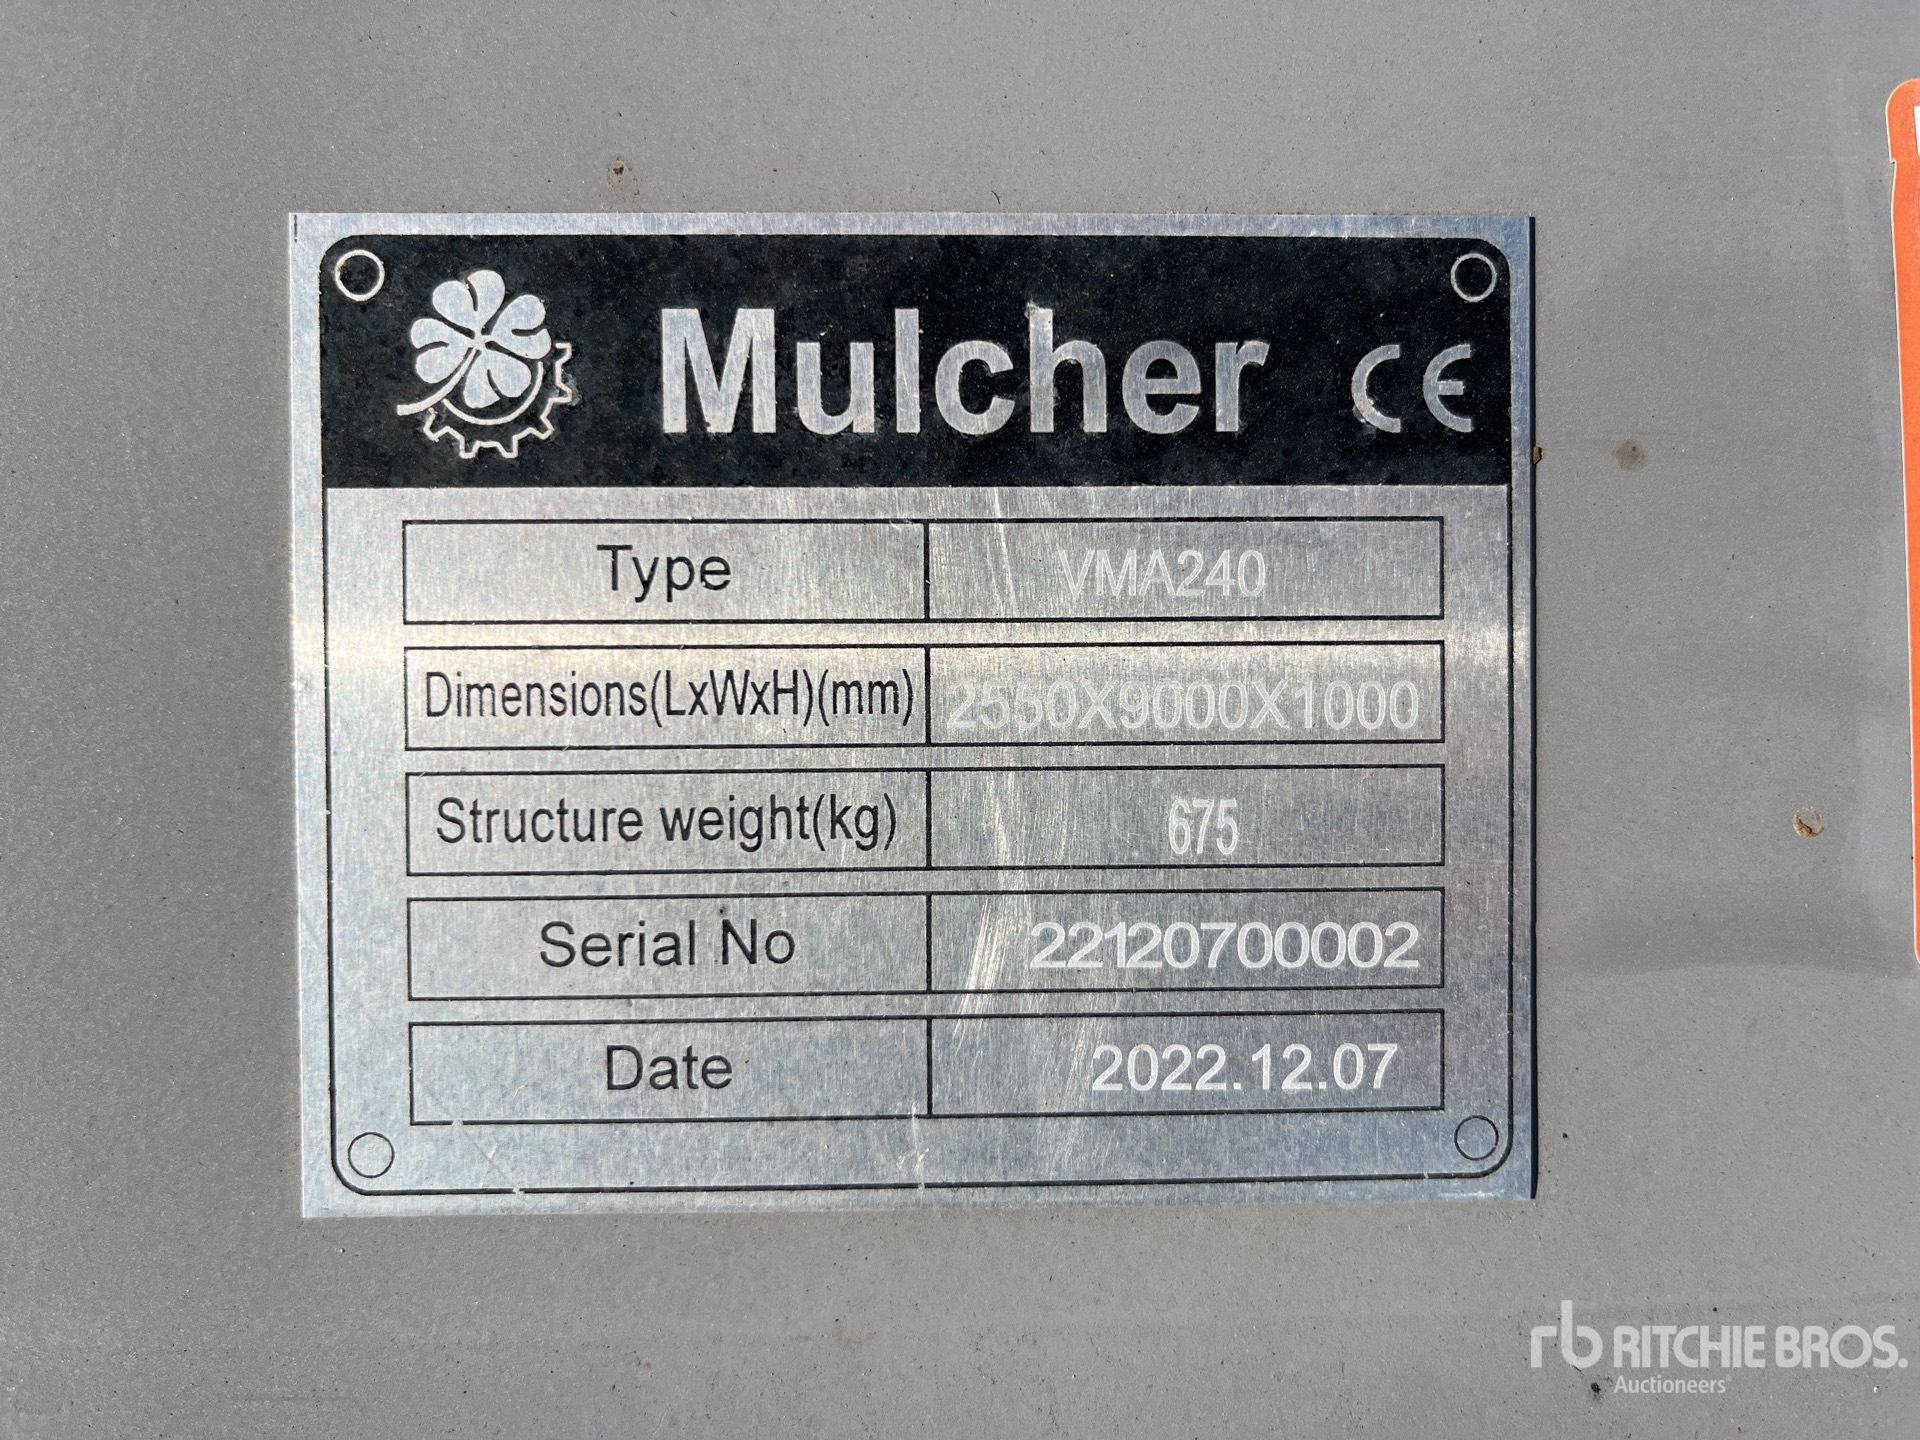 Mulcher CE
Type VMA240
Dimensions(LxWxH)(mm) 2550X9000X1000
Structure weight(kg) 675
Serial No 22120700002
Date 2022.12.07
rb RITCHIE BROS.
Auctioneers